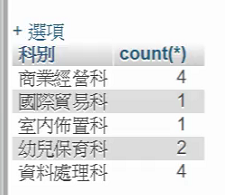 + 選項
科別 count(*)
商業經營科 4
國際貿易科 1
室內佈置科 1
幼兒保育科 2
資料處理科 4